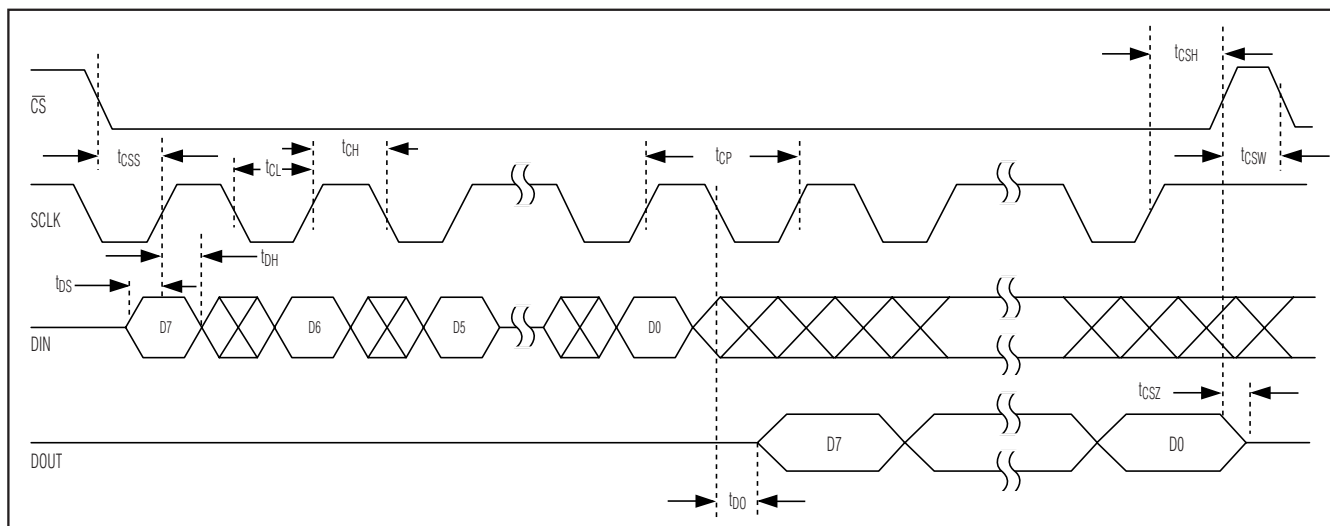 tCSH
CS
tCSS
tCL
tCH
tCP
tCSW
SCLK
tDH
tDS
D7
D6
D5
D0
DIN
tCSZ
D7
D0
DOUT
tDO